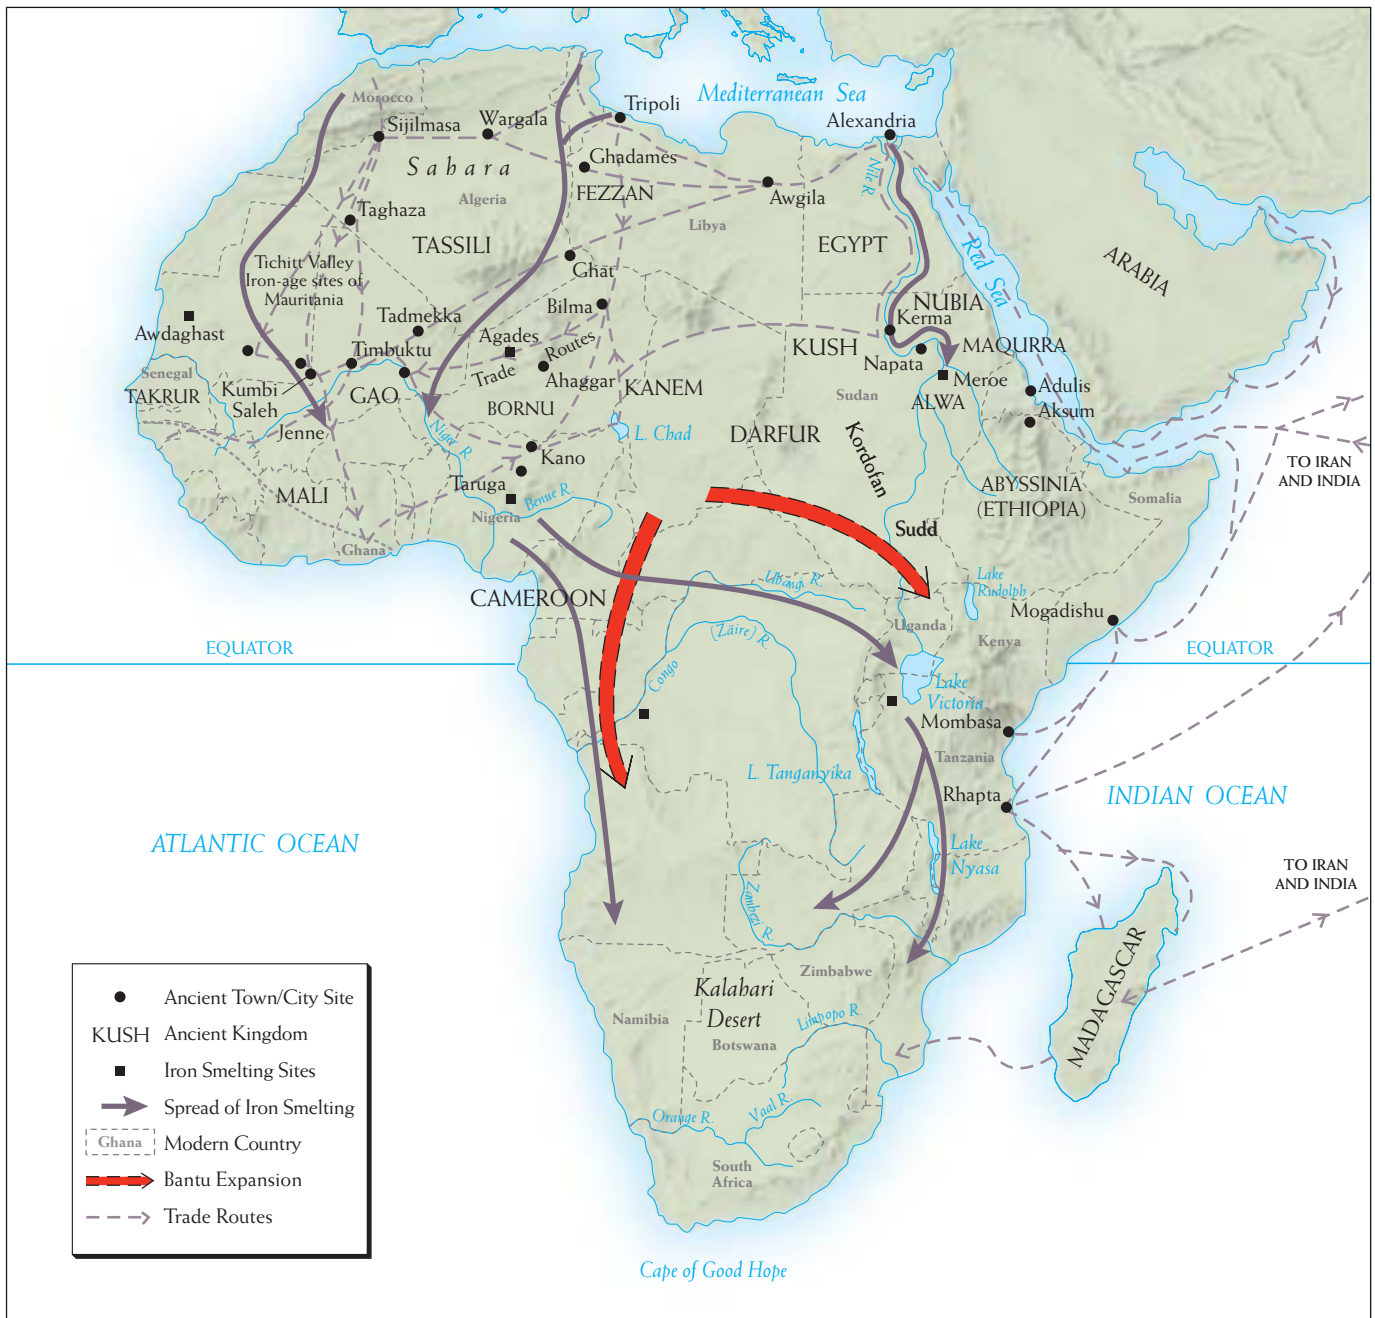 Mediterranean Sea
Morocco
Sijilmasa
Wargala
Tripoli
Alexandria
Sahara
Ghadames
FEZZAN
Algeria
Awgila
Nile R.
Libya
Taghaza
TASSILI
EGYPT
Red Sea
ARABIA
Tichitt Valley
Iron-age sites of
Mauritania
Ghat
Bilma
NUBIA
Kerma
Tadmekka
Awdaghast
Agades
Trade Routes
Timbuktu
KUSH
Napata
MAQURRA
Senegal
TAKRUR
Kumbi
Saleh
GAO
Ahaggar
KANEM
Meroe
Adulis
Sudan
ALWA
Aksum
BORNU
Jenne
Niger R.
L. Chad
DARFUR
Kordofan
Kano
TO IRAN
AND INDIA
MALI
Taruga
Benue R.
Nigeria
ABYSSINIA
(ETHIOPIA)
Somalia
Sudd
Ghana
CAMEROON
Ubangi R.
Lake
Rudolph
Mogadishu
Uganda
Kenya
(Zäire) R.
Congo
EQUATOR
EQUATOR
Lake
Victoria
Mombasa
Tanzania
L. Tanganyika
Rhapta
INDIAN OCEAN
ATLANTIC OCEAN
Lake
Nyasa
TO IRAN
AND INDIA
Zambezi R.
MADAGASCAR
Zimbabwe
Kalahari
Desert
Namibia
Limpopo R.
Botswana
Orange R.
Vaal R.
South
Africa
Cape of Good Hope
Ancient Town/City Site
KUSH Ancient Kingdom
Iron Smelting Sites
Spread of Iron Smelting
Ghana Modern Country
Bantu Expansion
Trade Routes